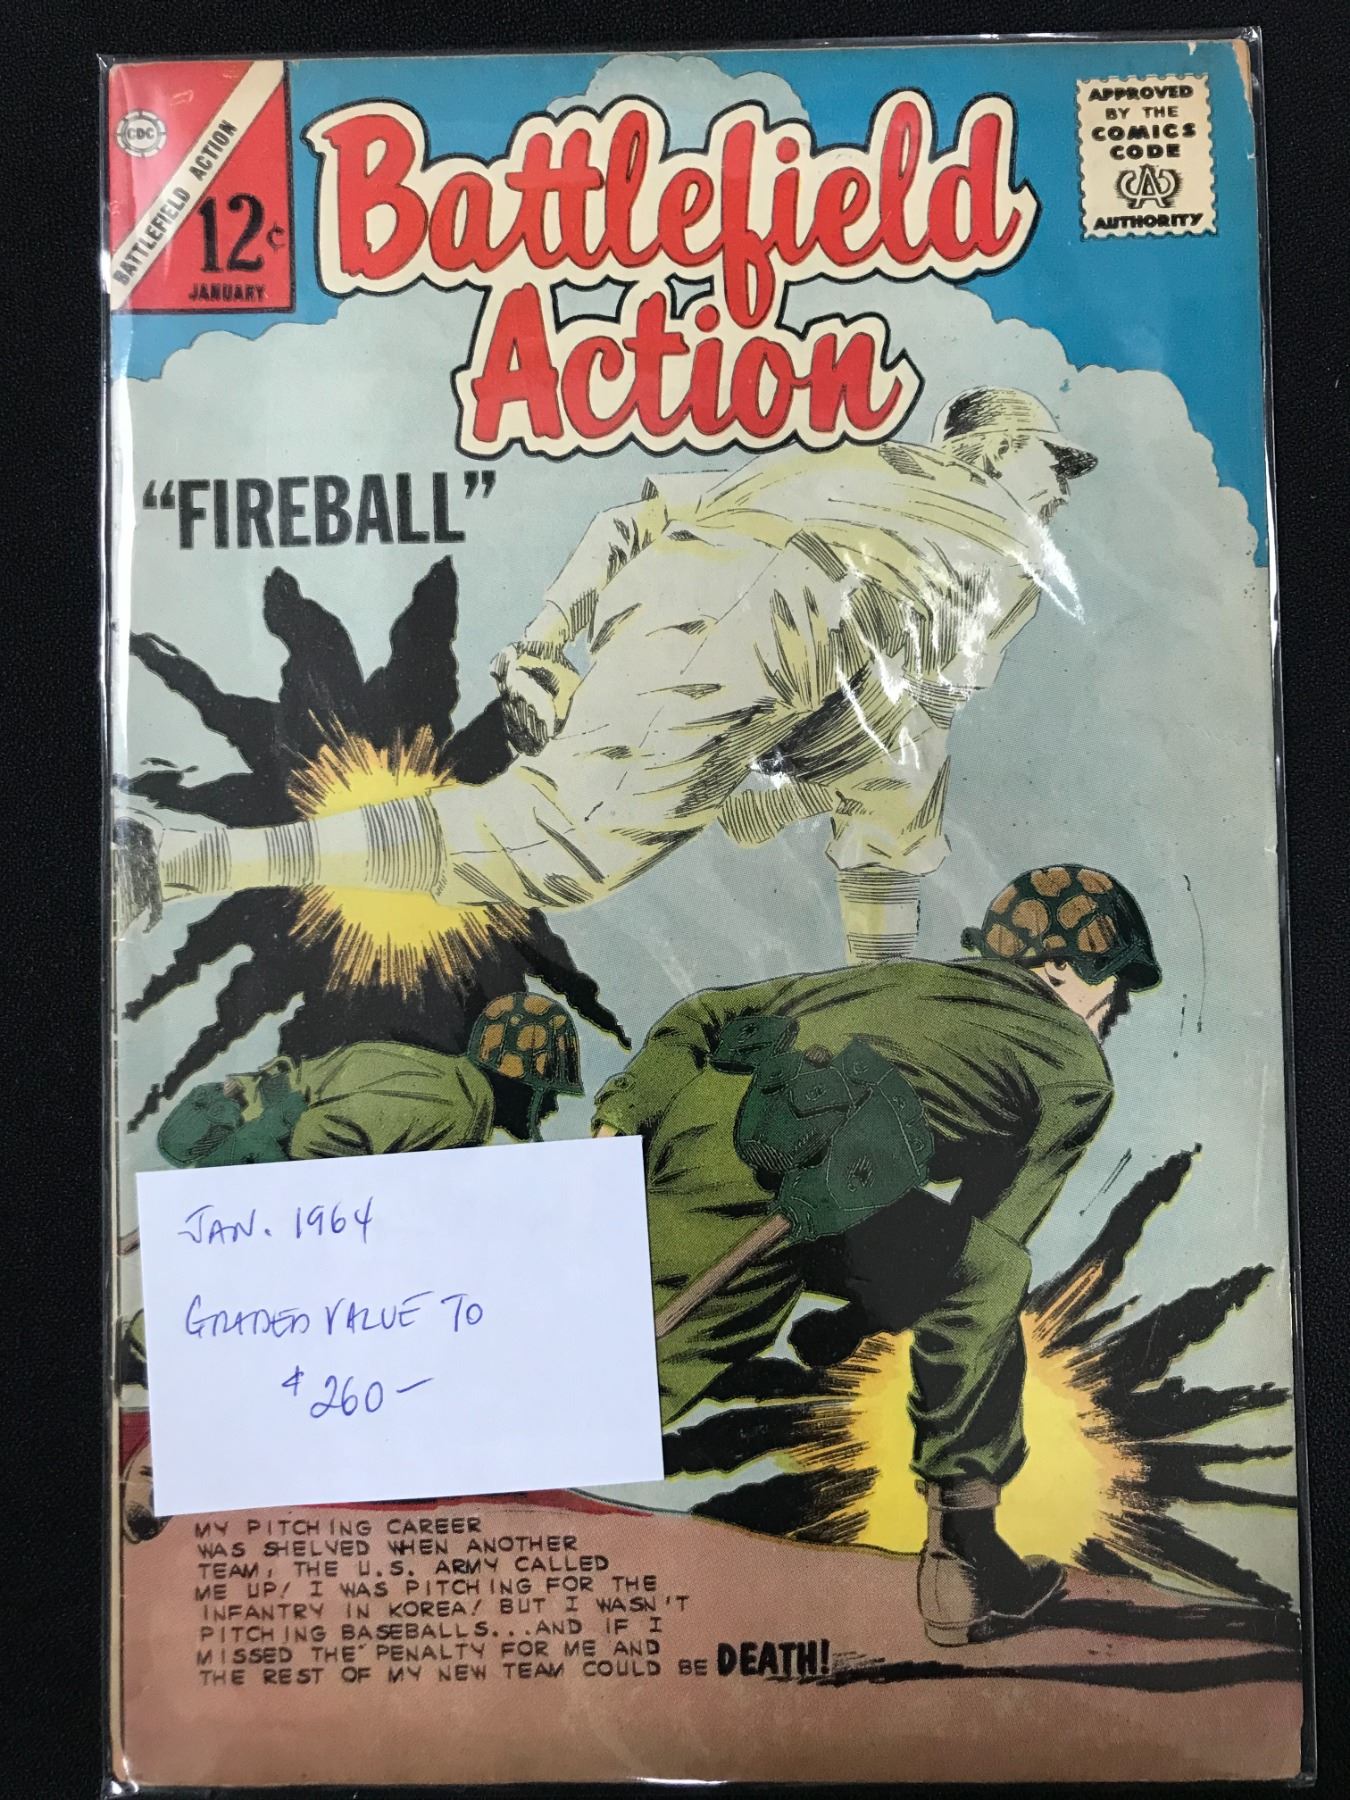 CDC
BATTLEFIELD ACTION
12¢
JANUARY
Battlefield
Action
APPROVED
BY THE
COMICS
CODE
CA
AUTHORITY
“FIREBALL”
JAN. 1964
GRADED VALUE TO
$260-
MY PITCHING CAREER
WAS SHELVED WHEN ANOTHER
TEAM, THE U.S. ARMY CALLED
ME UP! I WAS PITCHING FOR THE
INFANTRY IN KOREA! BUT I WASN'T
PITCHING BASEBALLS...AND IF I
MISSED THE PENALTY FOR ME AND
THE REST OF MY NEW TEAM COULD BE DEATH!